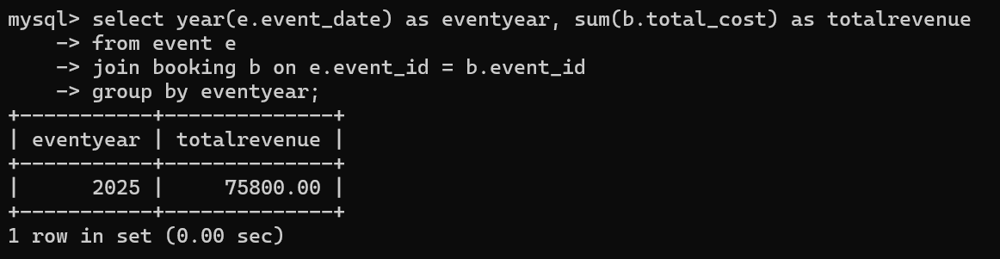 mysql> select year(e.event_date) as eventyear, sum(b.total_cost) as totalrevenue
    -> from event e
    -> join booking b on e.event_id = b.event_id
    -> group by eventyear;
+-----------+--------------+
| eventyear | totalrevenue |
+-----------+--------------+
|      2025 |     75800.00 |
+-----------+--------------+
1 row in set (0.00 sec)